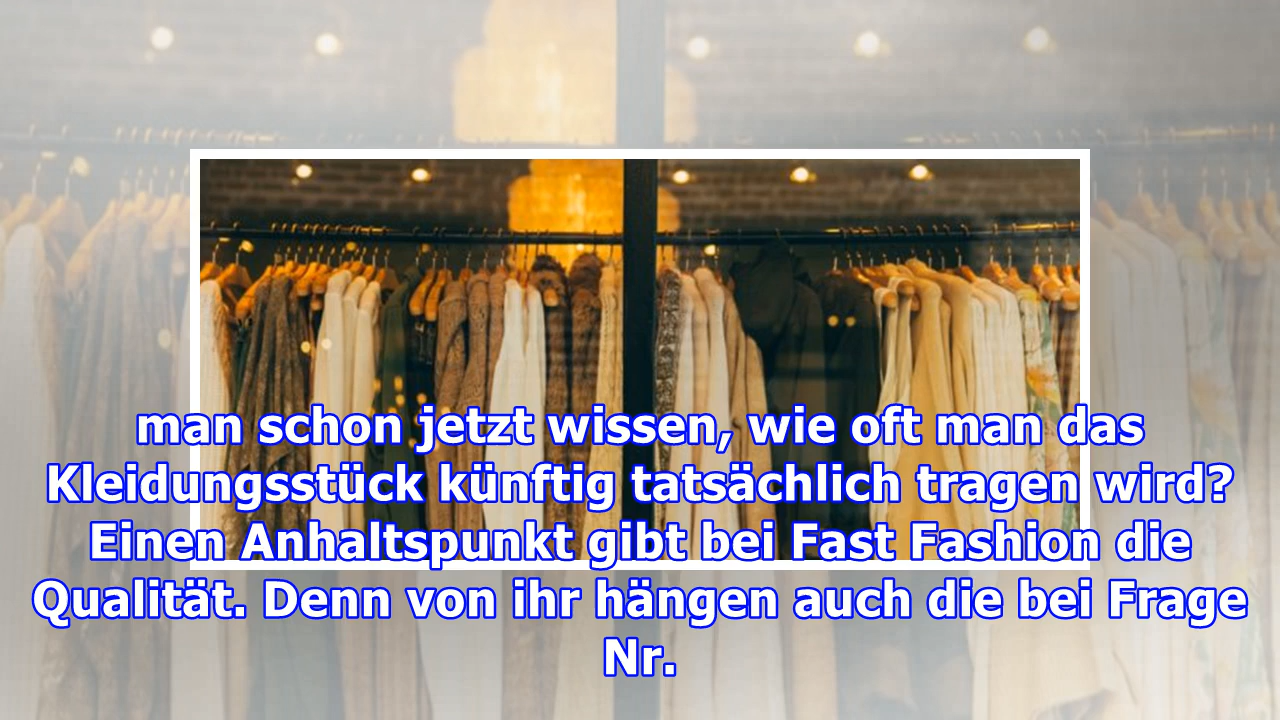 man schon jetzt wissen, wie oft man das
Kleidungsstück künftig tatsächlich tragen wird?
Einen Anhaltspunkt gibt bei Fast Fashion die
Qualität. Denn von ihr hängen auch die bei Frage
Nr.